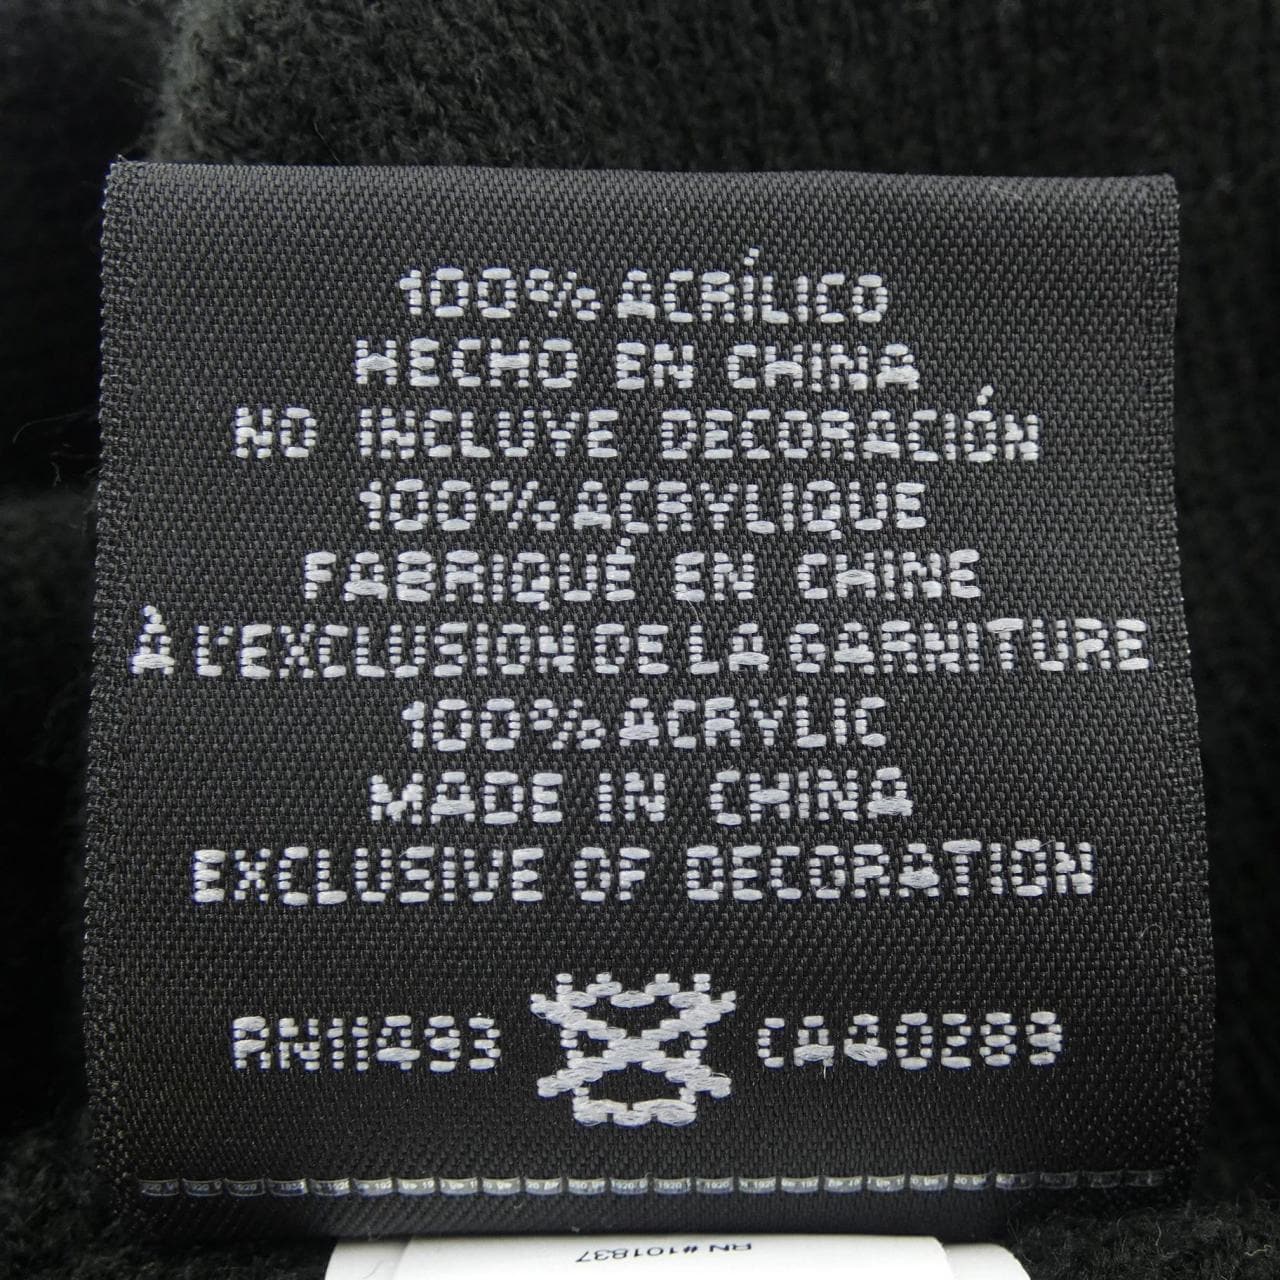 100% ACRÍLICO
HECHO EN CHINA
NO INCLUYE DECORACIÓN
100% ACRYLIQUE
FABRIQUÉ EN CHINE
À L'EXCLUSION DE LA GARNITURE
100% ACRYLIC
MADE IN CHINA
EXCLUSIVE OF DECORATION
RN11493 CA40289
RN #101837